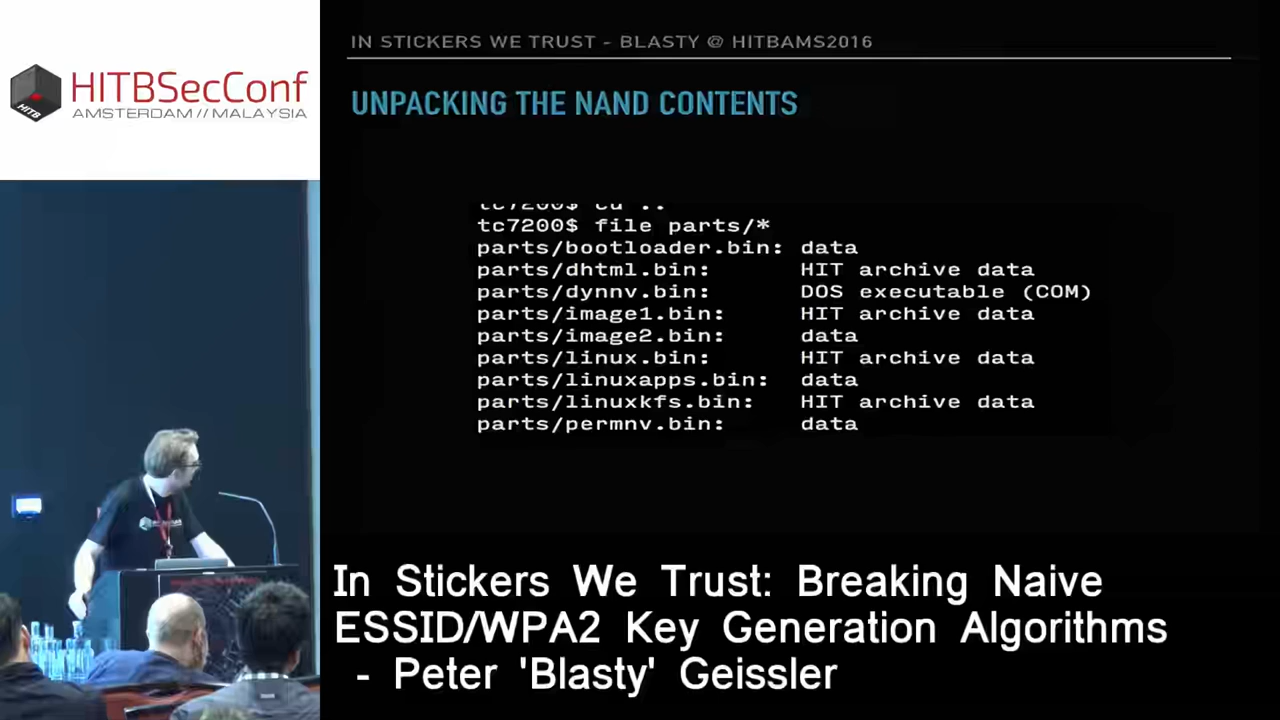 HITBSecConf
AMSTERDAM // MALAYSIA
HITB
IN STICKERS WE TRUST - BLASTY @ HITBAMS2016
UNPACKING THE NAND CONTENTS
tc7200$ cd ..
tc7200$ file parts/*
parts/bootloader.bin: data
parts/dhtml.bin: HIT archive data
parts/dynnv.bin: DOS executable (COM)
parts/image1.bin: HIT archive data
parts/image2.bin: data
parts/linux.bin: HIT archive data
parts/linuxapps.bin: data
parts/linuxkfs.bin: HIT archive data
parts/permnv.bin: data
In Stickers We Trust: Breaking Naive
ESSID/WPA2 Key Generation Algorithms
- Peter 'Blasty' Geissler